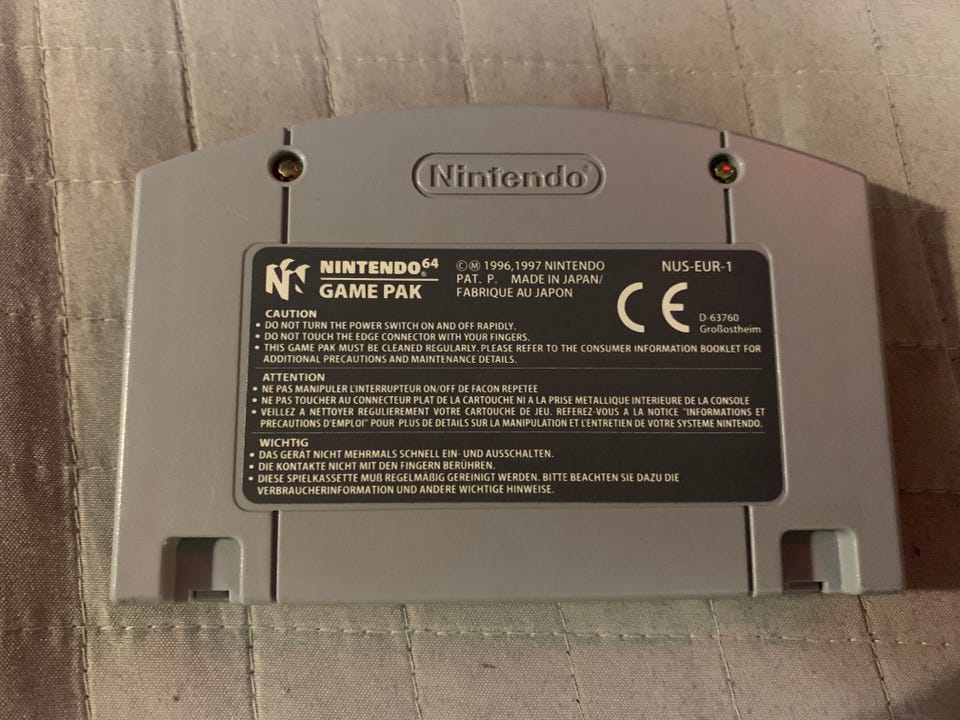 Nintendo®
NINTENDO64®
GAME PAK
©Ⓜ 1996,1997 NINTENDO
PAT. P. MADE IN JAPAN/
FABRIQUE AU JAPON
NUS-EUR-1
CE
D-63760
Großostheim
CAUTION
• DO NOT TURN THE POWER SWITCH ON AND OFF RAPIDLY.
• DO NOT TOUCH THE EDGE CONNECTOR WITH YOUR FINGERS.
• THIS GAME PAK MUST BE CLEANED REGULARLY. PLEASE REFER TO THE CONSUMER INFORMATION BOOKLET FOR
ADDITIONAL PRECAUTIONS AND MAINTENANCE DETAILS.
ATTENTION
• NE PAS MANIPULER L'INTERRUPTEUR ON/OFF DE FACON REPETEE
• NE PAS TOUCHER AU CONNECTEUR PLAT DE LA CARTOUCHE NI A LA PRISE METALLIQUE INTERIEURE DE LA CONSOLE
• VEILLEZ A NETTOYER REGULIEREMENT VOTRE CARTOUCHE DE JEU. REFEREZ-VOUS A LA NOTICE "INFORMATIONS ET
PRECAUTIONS D'EMPLOI" POUR PLUS DE DETAILS SUR LA MANIPULATION ET L'ENTRETIEN DE VOTRE SYSTEME NINTENDO.
WICHTIG
• DAS GERÄT NICHT MEHRMALS SCHNELL EIN- UND AUSSCHALTEN.
• DIE KONTAKTE NICHT MIT DEN FINGERN BERÜHREN.
• DIESE SPIELKASSETTE MUß REGELMAßIG GEREINIGT WERDEN. BITTE BEACHTEN SIE DAZU DIE
VERBRAUCHERINFORMATION UND ANDERE WICHTIGE HINWEISE.